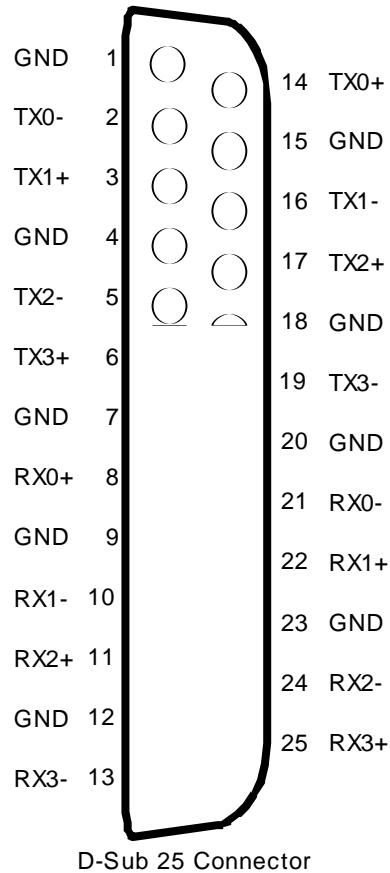 GND 1
14 TX0+
TX0- 2
15 GND
TX1+ 3
16 TX1-
GND 4
17 TX2+
TX2- 5
18 GND
TX3+ 6
19 TX3-
GND 7
20 GND
RX0+ 8
21 RX0-
GND 9
22 RX1+
RX1- 10
23 GND
RX2+ 11
24 RX2-
GND 12
25 RX3+
RX3- 13
D-Sub 25 Connector